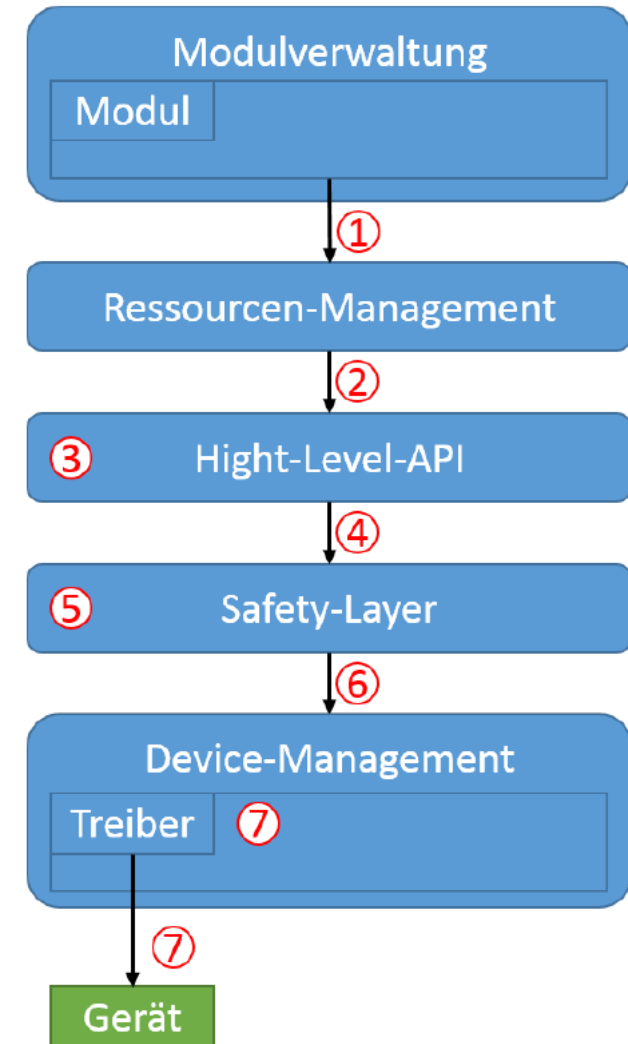 Modulverwaltung
Modul
①
Ressourcen-Management
②
③ Hight-Level-API
④
⑤ Safety-Layer
⑥
Device-Management
Treiber ⑦
⑦
Gerät